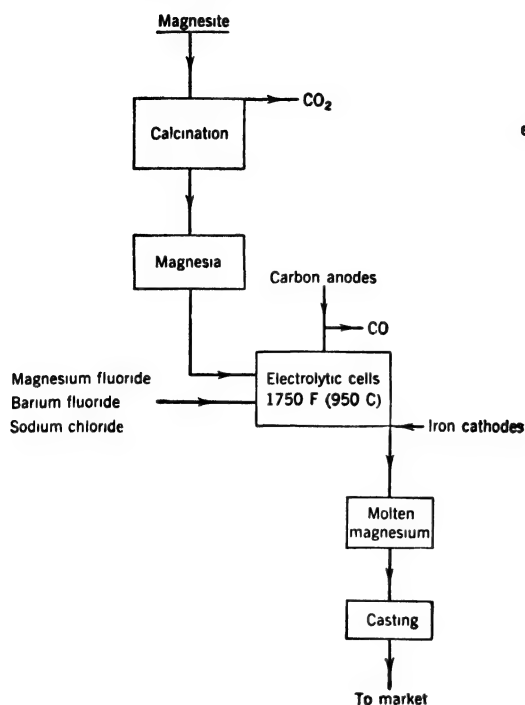 Magnesite
CO₂
e
Calcination
Magnesia
Carbon anodes
CO
Magnesium fluoride
Barium fluoride
Sodium chloride
Electrolytic cells
1750 F (950 C)
Iron cathodes
Molten
magnesium
Casting
To market